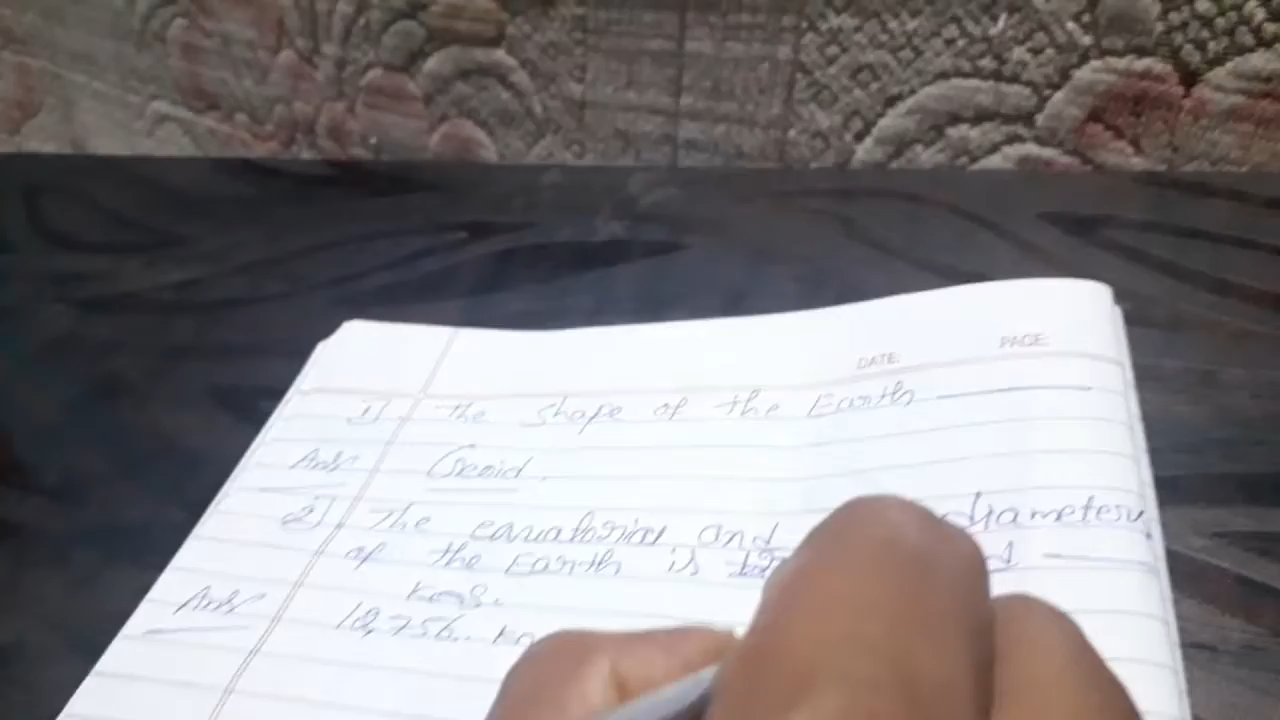 DATE: PAGE:
1] The shape of the Earth
Ans Geoid.
2] The equatorial and diameters
of the Earth is
kms.
Ans 12,756